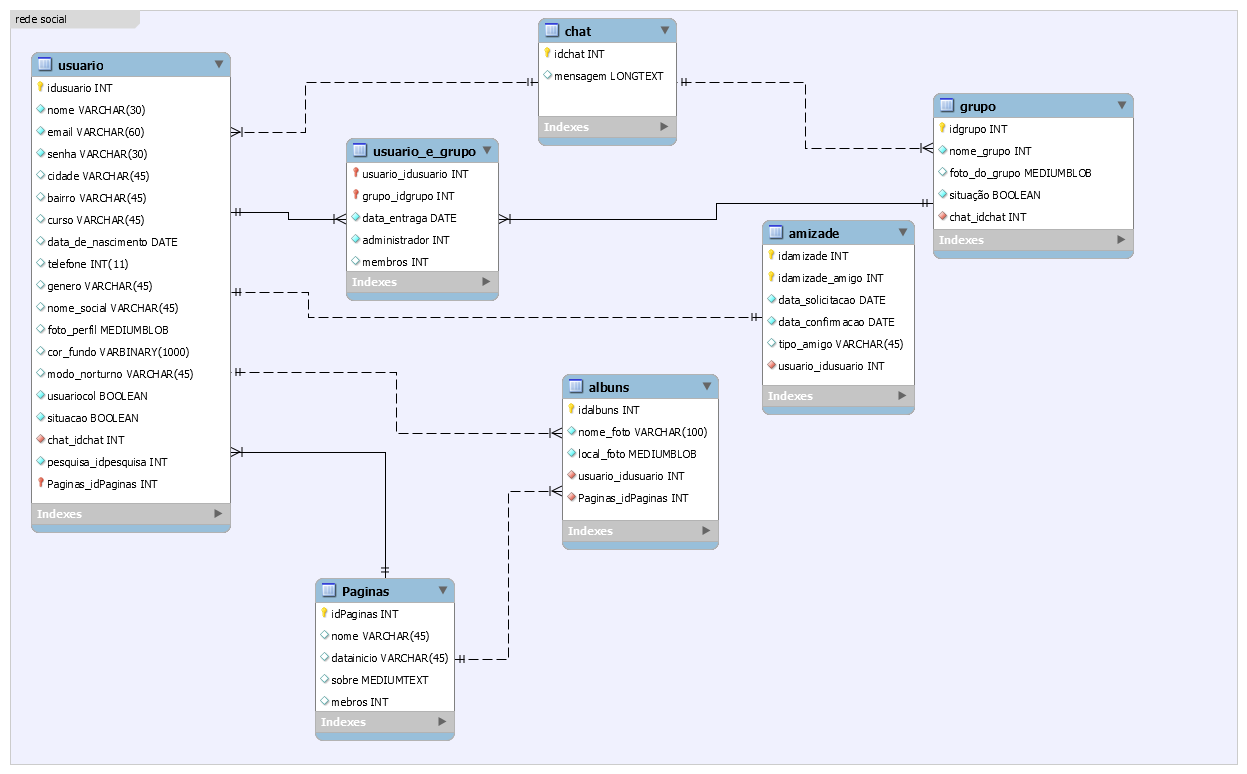 rede social
usuario
idusuario INT
nome VARCHAR(30)
email VARCHAR(60)
senha VARCHAR(30)
cidade VARCHAR(45)
bairro VARCHAR(45)
curso VARCHAR(45)
data_de_nascimento DATE
telefone INT(11)
genero VARCHAR(45)
nome_social VARCHAR(45)
foto_perfil MEDIUMBLOB
cor_fundo VARBINARY(1000)
modo_norturno VARCHAR(45)
usuariocol BOOLEAN
situacao BOOLEAN
chat_idchat INT
pesquisa_idpesquisa INT
Paginas_idPaginas INT
Indexes
chat
idchat INT
mensagem LONGTEXT
Indexes
usuario_e_grupo
usuario_idusuario INT
grupo_idgrupo INT
data_entraga DATE
administrador INT
membros INT
Indexes
grupo
idgrupo INT
nome_grupo INT
foto_do_grupo MEDIUMBLOB
situação BOOLEAN
chat_idchat INT
Indexes
amizade
idamizade INT
idamizade_amigo INT
data_solicitacao DATE
data_confirmacao DATE
tipo_amigo VARCHAR(45)
usuario_idusuario INT
Indexes
albuns
idalbuns INT
nome_foto VARCHAR(100)
local_foto MEDIUMBLOB
usuario_idusuario INT
Paginas_idPaginas INT
Indexes
Paginas
idPaginas INT
nome VARCHAR(45)
datainicio VARCHAR(45)
sobre MEDIUMTEXT
mebros INT
Indexes